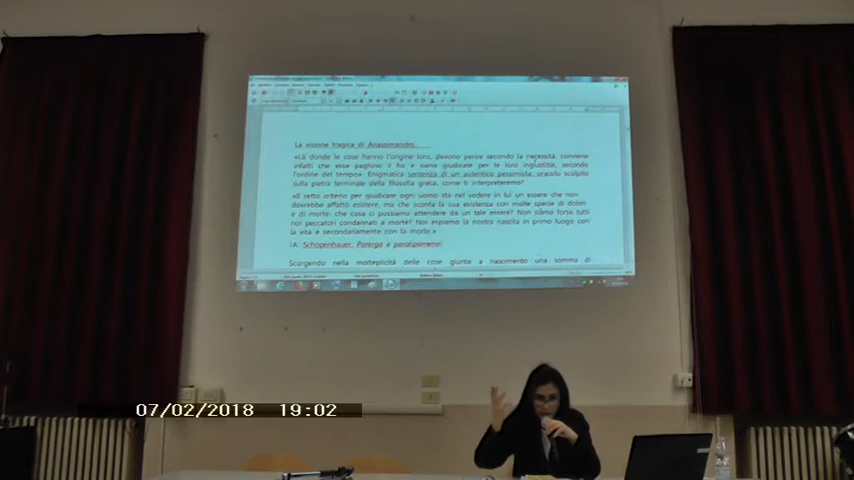 La visione tragica di Anassimandro.
«Là donde le cose hanno l'origine loro, devono perire secondo la necessità, conviene
infatti che esse paghino il fio e siano giudicate per le loro ingiustizie, secondo
l'ordine del tempo». Enigmatica sentenza di un autentico pessimista, oracolo scolpito
sulla pietra terminale della filosofia greca, come ti interpreteremo?
«Il retto criterio per giudicare ogni uomo sta nel vedere in lui un essere che non
dovrebbe affatto esistere, ma che sconta la sua esistenza con molte specie di dolori
e di morte: che cosa ci possiamo attendere da un tale essere? Non siamo forse tutti
noi peccatori condannati a morte? Noi espiamo la nostra nascita in primo luogo con
la vita e secondariamente con la morte.»
(A. Schopenhauer, Parerga e paralipomena)
Scorgendo nella molteplicità delle cose giunte a nascimento una somma di
07/02/2018 19:02